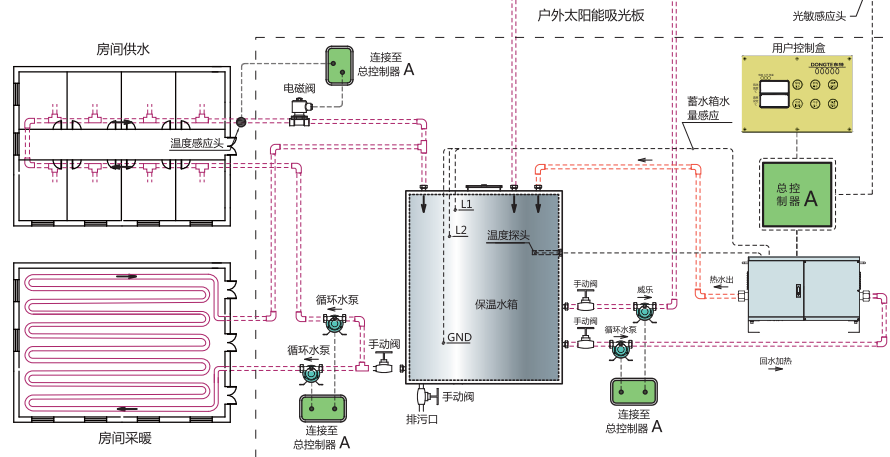 户外太阳能吸光板
光敏感应头
房间供水
连接至
总控制器 A
用户控制盒
DONGTE 东特
电磁阀
蓄水箱水
量感应
温度感应头
总控
制器 A
L1
L2
温度探头
保温水箱
GND
手动阀
威乐
热水出
循环水泵
手动阀
循环水泵
手动阀
循环水泵
回水加热
手动阀
排污口
连接至
总控制器 A
连接至
总控制器 A
房间采暖